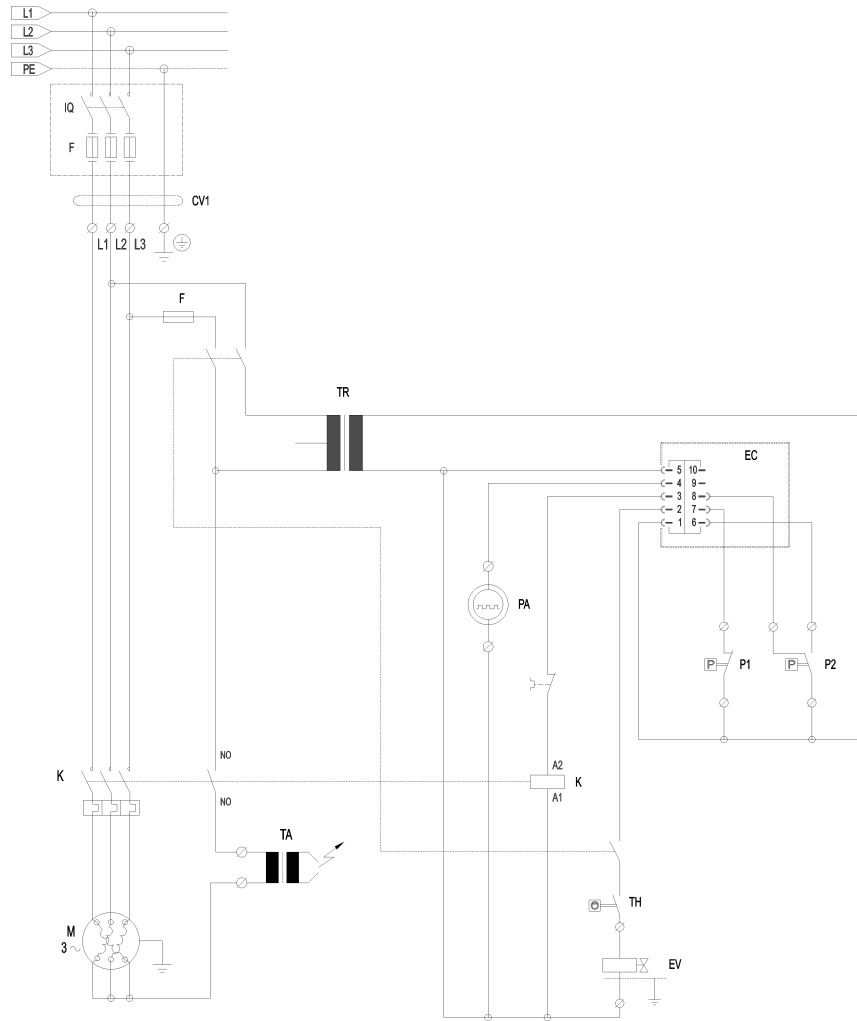 L1
L2
L3
PE
IQ
F
CV1
L1 L2 L3
F
TR
EC
5 10
4 9
3 8
2 7
1 6
PA
P P1
P P2
NO
K
A2
K
NO
A1
TA
TH
M
3 ~
EV